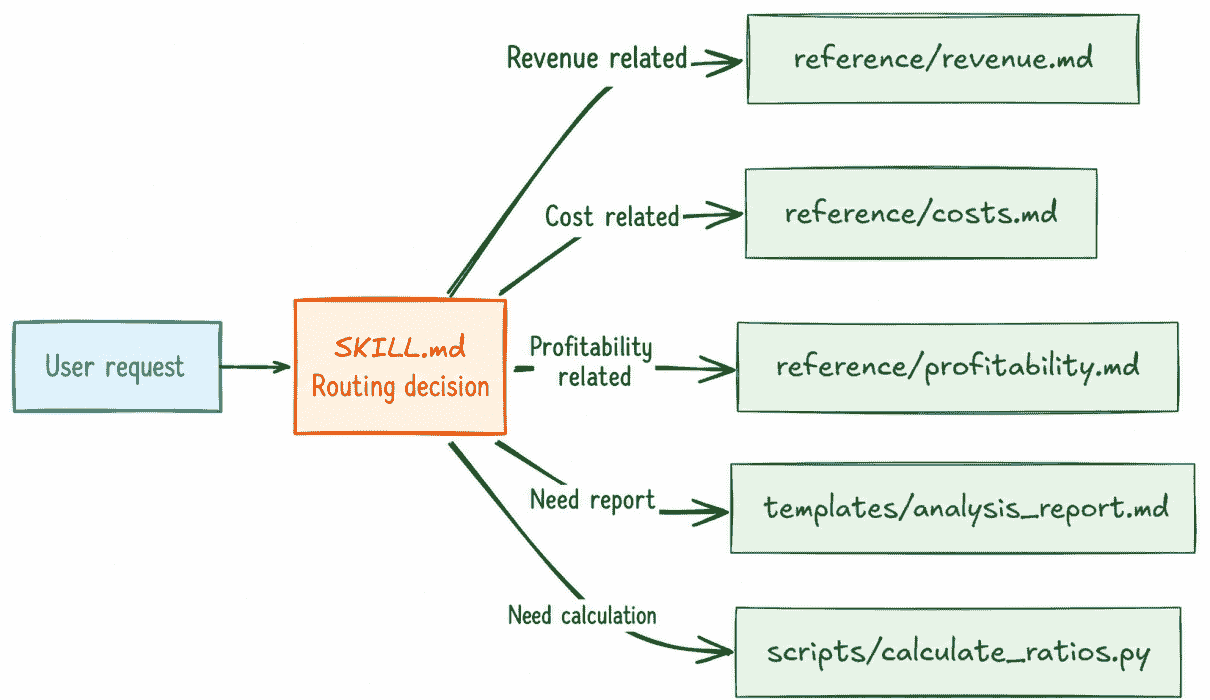 User request
SKILL.md
Routing decision
Revenue related
reference/revenue.md
Cost related
reference/costs.md
Profitability
related
reference/profitability.md
Need report
templates/analysis_report.md
Need calculation
scripts/calculate_ratios.py